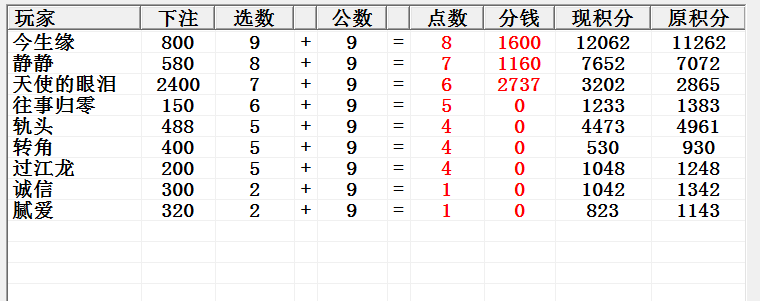 玩家 下注 选数 公数 点数 分钱 现积分 原积分
今生缘 800 9 + 9 = 8 1600 12062 11262
静静 580 8 + 9 = 7 1160 7652 7072
天使的眼泪 2400 7 + 9 = 6 2737 3202 2865
往事归零 150 6 + 9 = 5 0 1233 1383
轨头 488 5 + 9 = 4 0 4473 4961
转角 400 5 + 9 = 4 0 530 930
过江龙 200 5 + 9 = 4 0 1048 1248
诚信 300 2 + 9 = 1 0 1042 1342
腻爱 320 2 + 9 = 1 0 823 1143